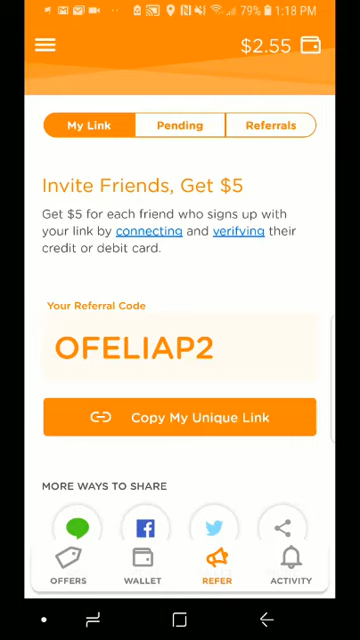 79% 1:18 PM
$2.55
My Link Pending Referrals
Invite Friends, Get $5
Get $5 for each friend who signs up with
your link by connecting and verifying their
credit or debit card.
Your Referral Code
OFELIAP2
Copy My Unique Link
MORE WAYS TO SHARE
OFFERS WALLET REFER ACTIVITY